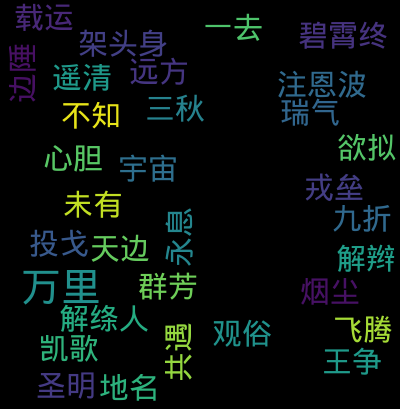 载运
一去
碧霄终
架头身
边陲
遥清
远方
注恩波
不知
三秋
瑞气
欲拟
心胆
宇宙
戎垒
未有
九折
永息
投戈
天边
解辫
万里
群芳
烟尘
解绦人
飞腾
观俗
凯歌
共遇
王争
圣明
地名